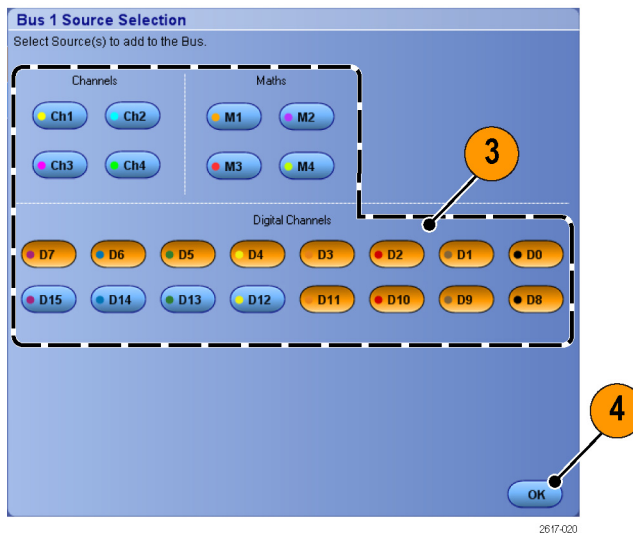 Bus 1 Source Selection
Select Source(s) to add to the Bus.
Channels Maths
Ch1 Ch2 M1 M2
Ch3 Ch4 M3 M4
3
Digital Channels
D7 D6 D5 D4 D3 D2 D1 D0
D15 D14 D13 D12 D11 D10 D9 D8
4
OK
2617-020